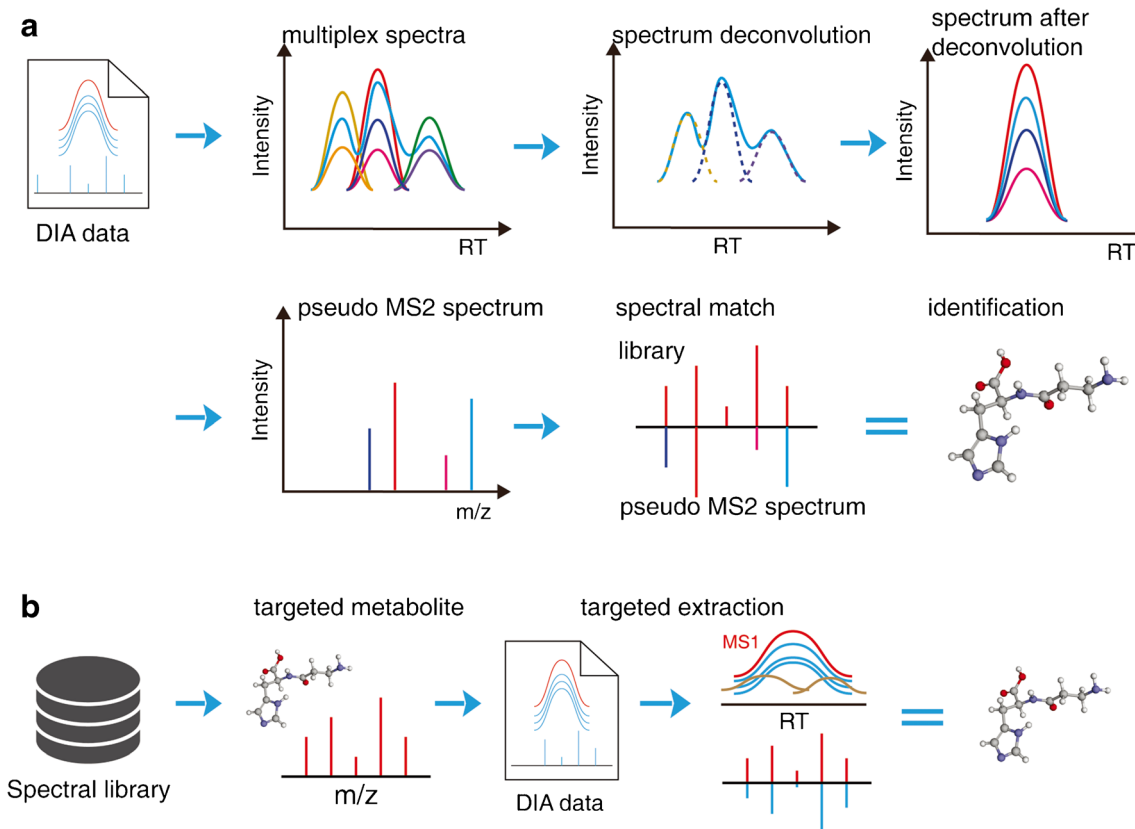 a
multiplex spectra
spectrum deconvolution
spectrum after
deconvolution
Intensity
Intensity
Intensity
DIA data
RT
RT
RT
pseudo MS2 spectrum
spectral match
identification
library
Intensity
m/z
pseudo MS2 spectrum
b
targeted metabolite
targeted extraction
MS1
RT
Spectral library
m/z
DIA data